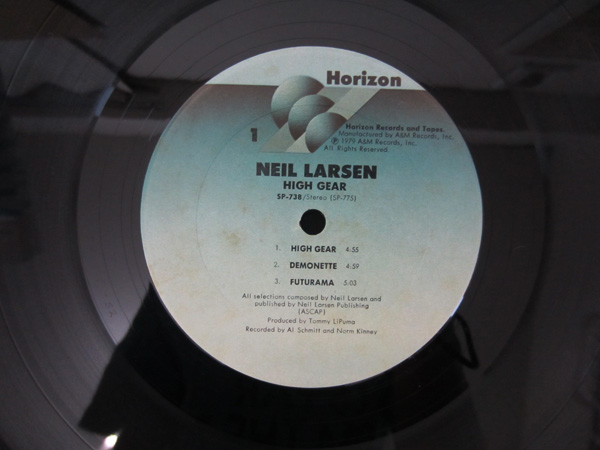 Horizon
1
Horizon Records and Tapes.
Manufactured by A&M Records, Inc.
℗ 1979 A&M Records, Inc.
All Rights Reserved.
NEIL LARSEN
HIGH GEAR
SP-738/Stereo (SP-775)
1. HIGH GEAR 4:55
2. DEMONETTE 4:59
3. FUTURAMA 5:03
All selections composed by Neil Larsen and
published by Neil Larsen Publishing
(ASCAP)
Produced by Tommy LiPuma
Recorded by Al Schmitt and Norm Kinney